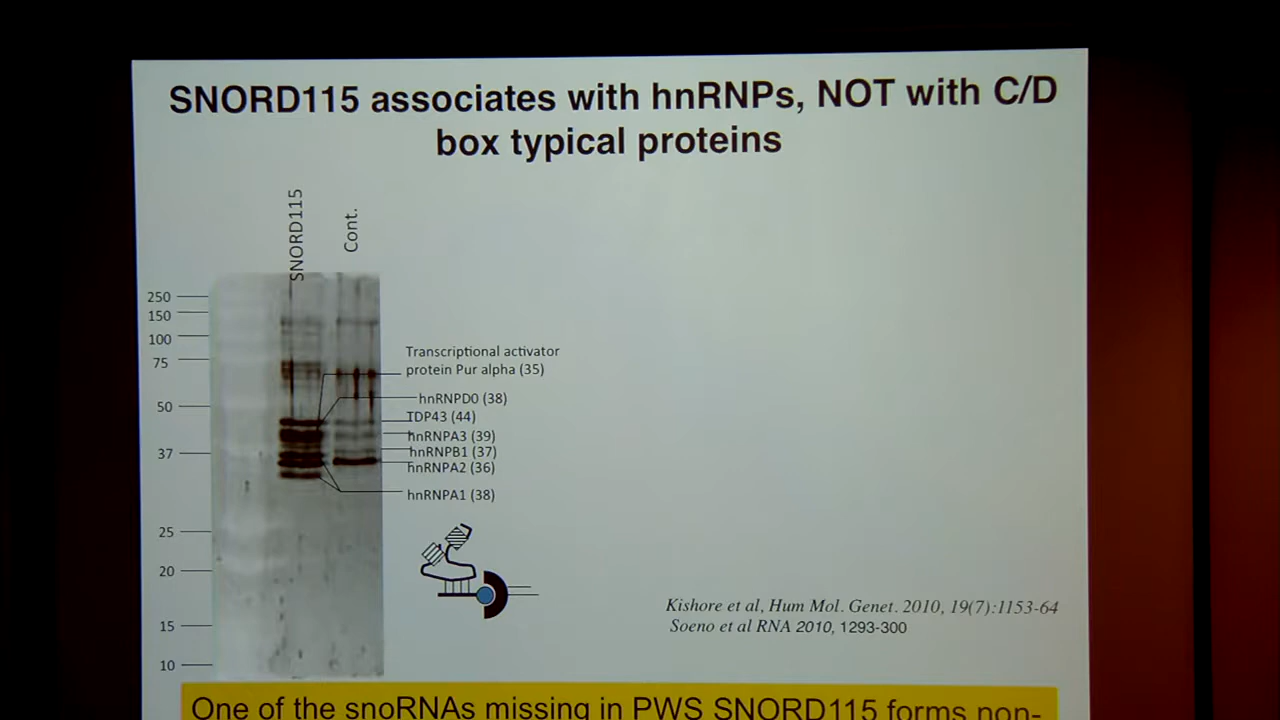 SNORD115 associates with hnRNPs, NOT with C/D
box typical proteins
SNORD115
Cont.
250
150
100
75
50
37
25
20
15
10
Transcriptional activator
protein Pur alpha (35)
hnRNPD0 (38)
TDP43 (44)
hnRNPA3 (39)
hnRNPB1 (37)
hnRNPA2 (36)
hnRNPA1 (38)
Kishore et al, Hum Mol. Genet. 2010, 19(7):1153-64
Soeno et al RNA 2010, 1293-300
One of the snoRNAs missing in PWS SNORD115 forms non-